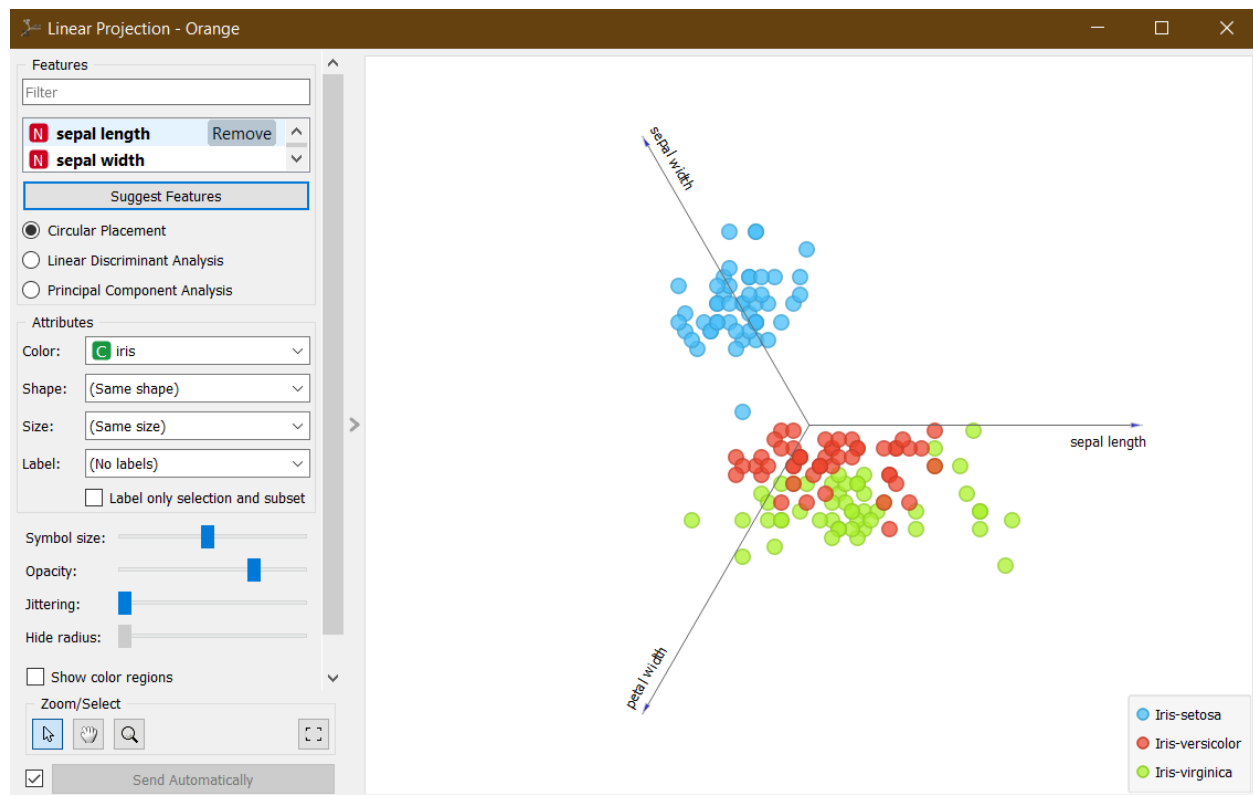 Linear Projection - Orange
Features
Filter
N sepal length Remove
N sepal width
Suggest Features
Circular Placement
Linear Discriminant Analysis
Principal Component Analysis
Attributes
Color: C iris
Shape: (Same shape)
Size: (Same size)
Label: (No labels)
Label only selection and subset
Symbol size:
Opacity:
Jittering:
Hide radius:
Show color regions
Zoom/Select
Send Automatically
sepal width
sepal length
petal width
Iris-setosa
Iris-versicolor
Iris-virginica